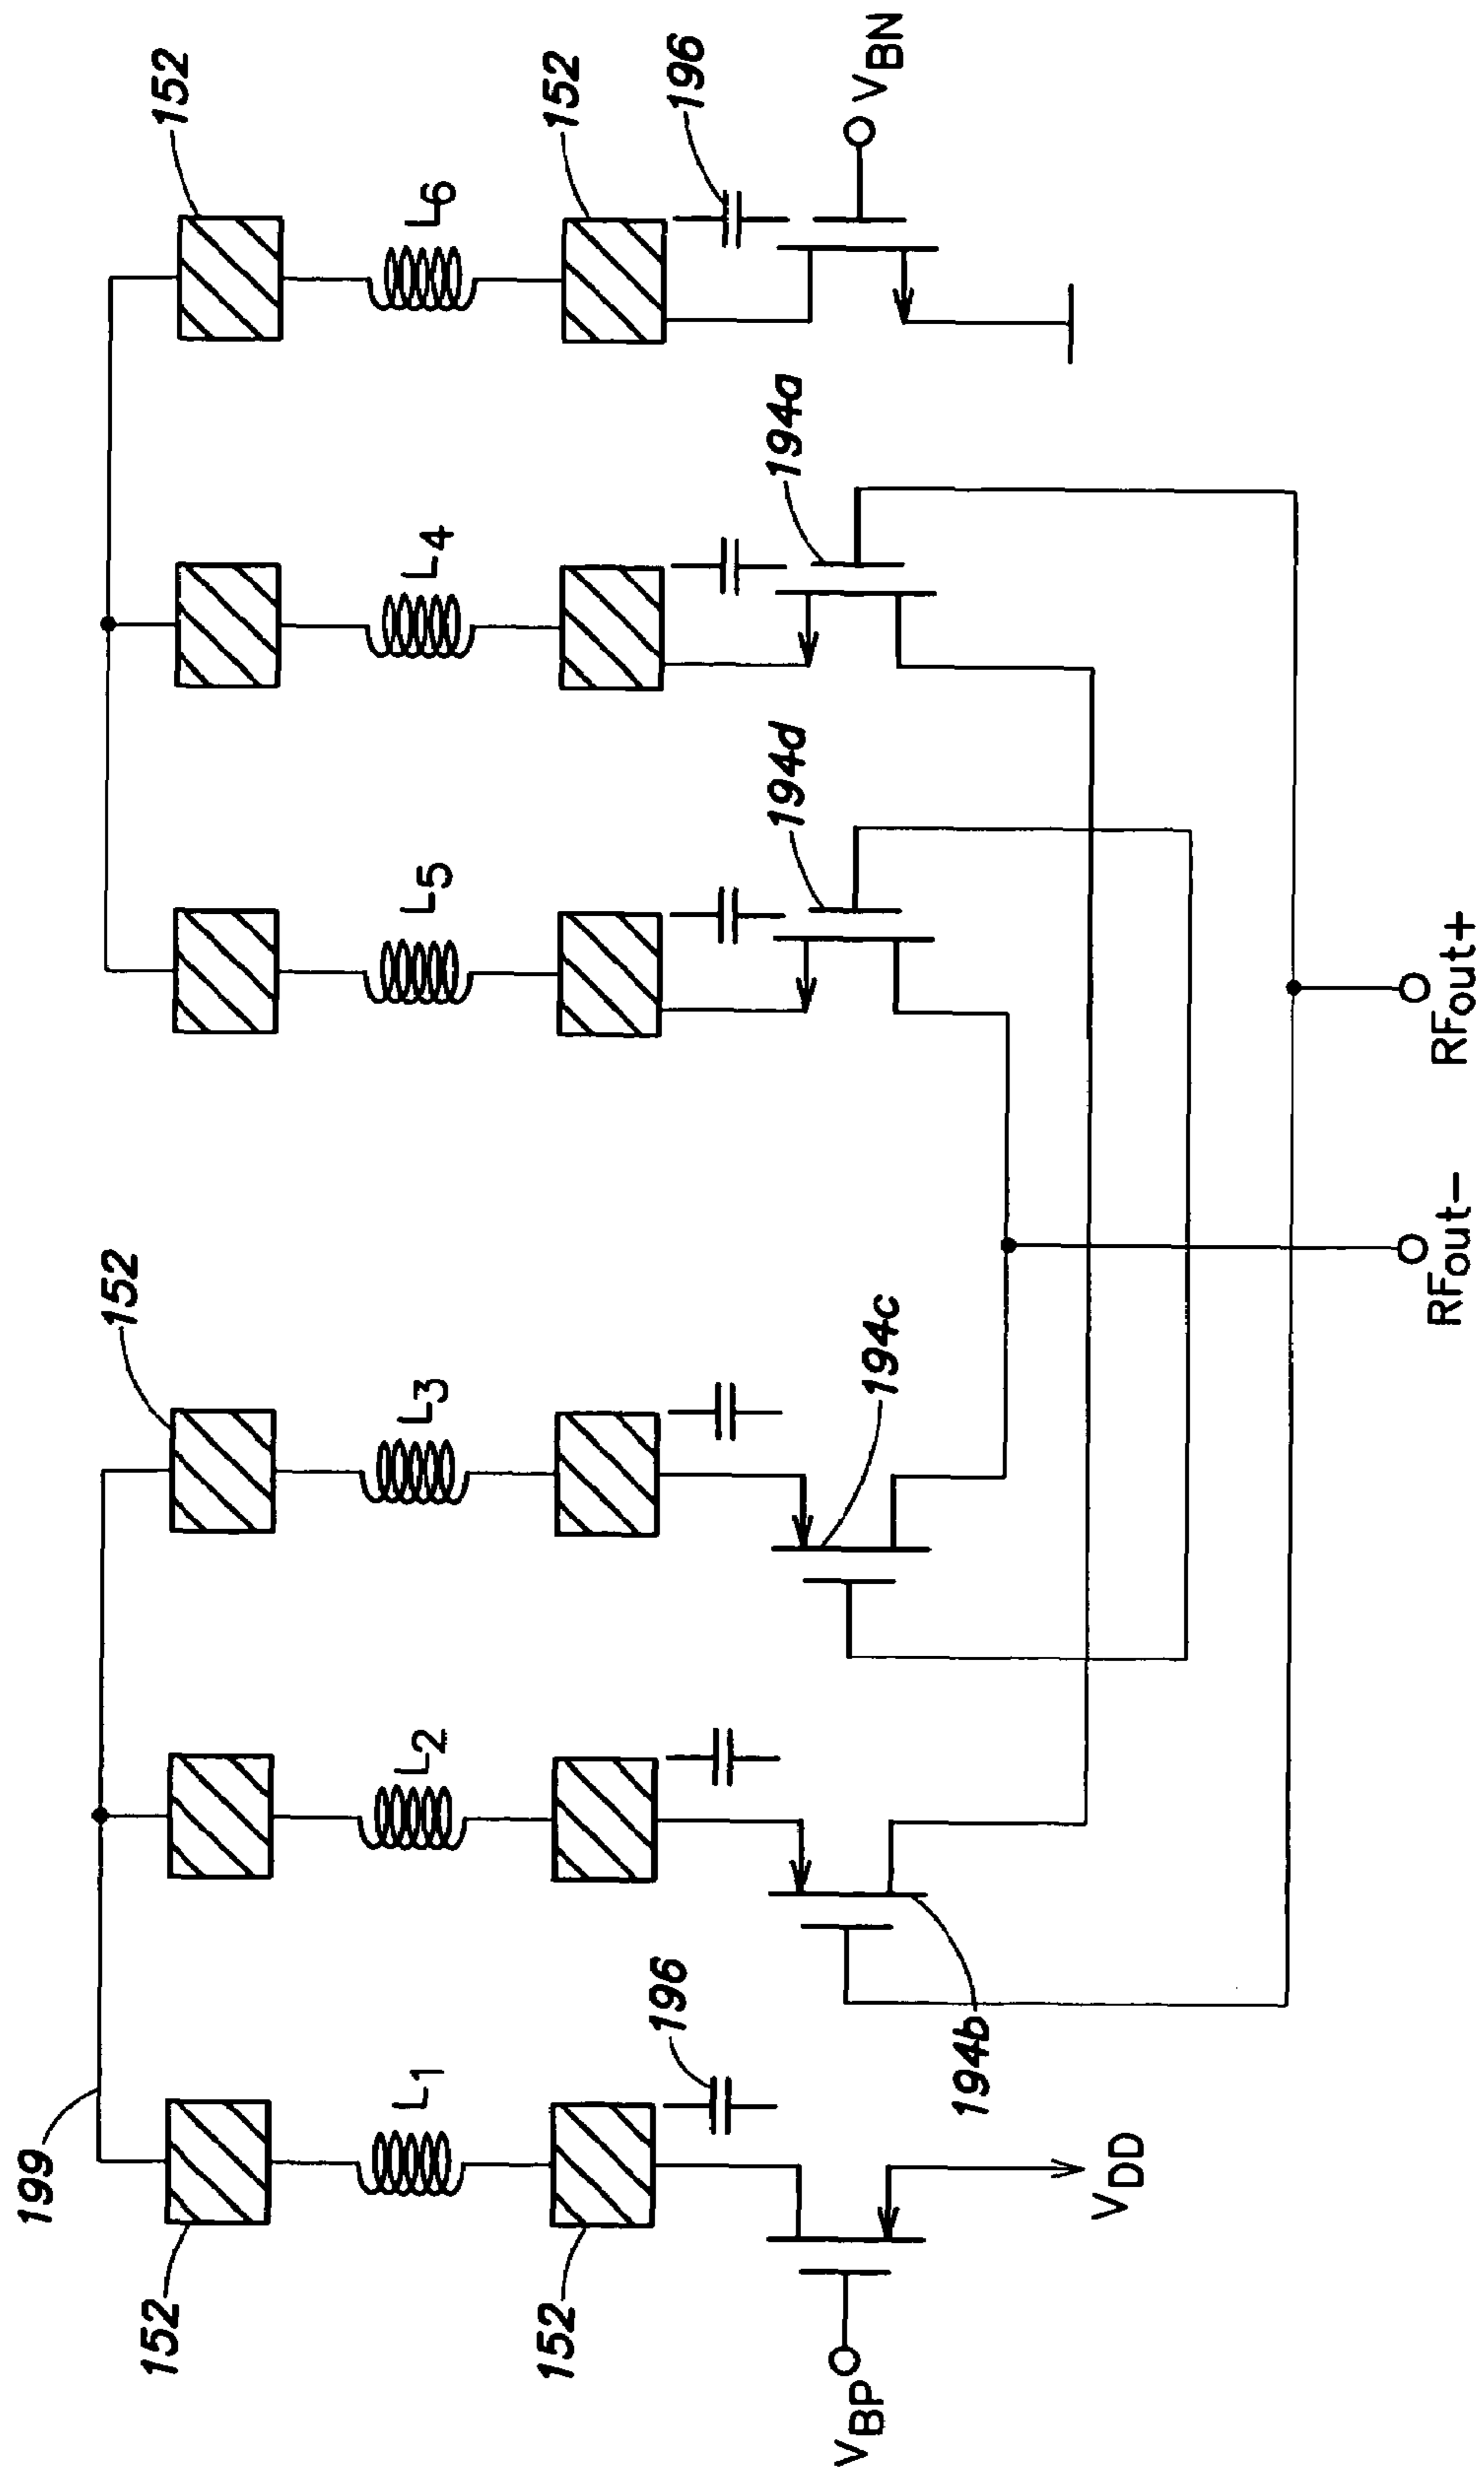 199
152
152
152
L1
L2
L3
L5
L4
L6
152
152
196
196
194b
194c
194d
194a
VBP
VDD
VBN
RFout−
RFout+